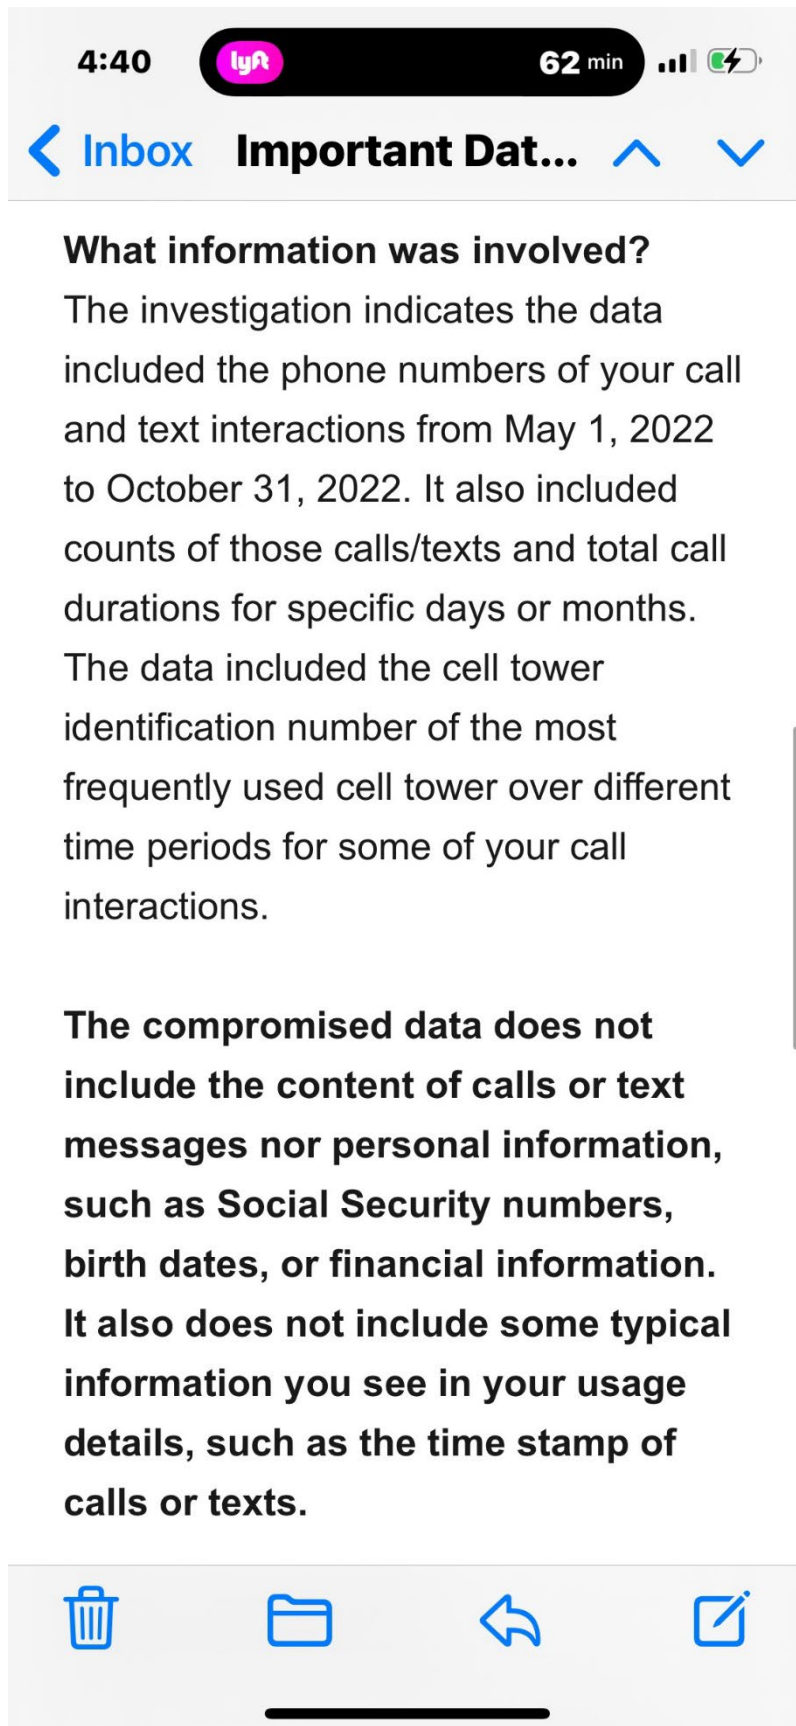 4:40 lyft 62 min
Inbox Important Dat...
What information was involved?
The investigation indicates the data
included the phone numbers of your call
and text interactions from May 1, 2022
to October 31, 2022. It also included
counts of those calls/texts and total call
durations for specific days or months.
The data included the cell tower
identification number of the most
frequently used cell tower over different
time periods for some of your call
interactions.
The compromised data does not
include the content of calls or text
messages nor personal information,
such as Social Security numbers,
birth dates, or financial information.
It also does not include some typical
information you see in your usage
details, such as the time stamp of
calls or texts.